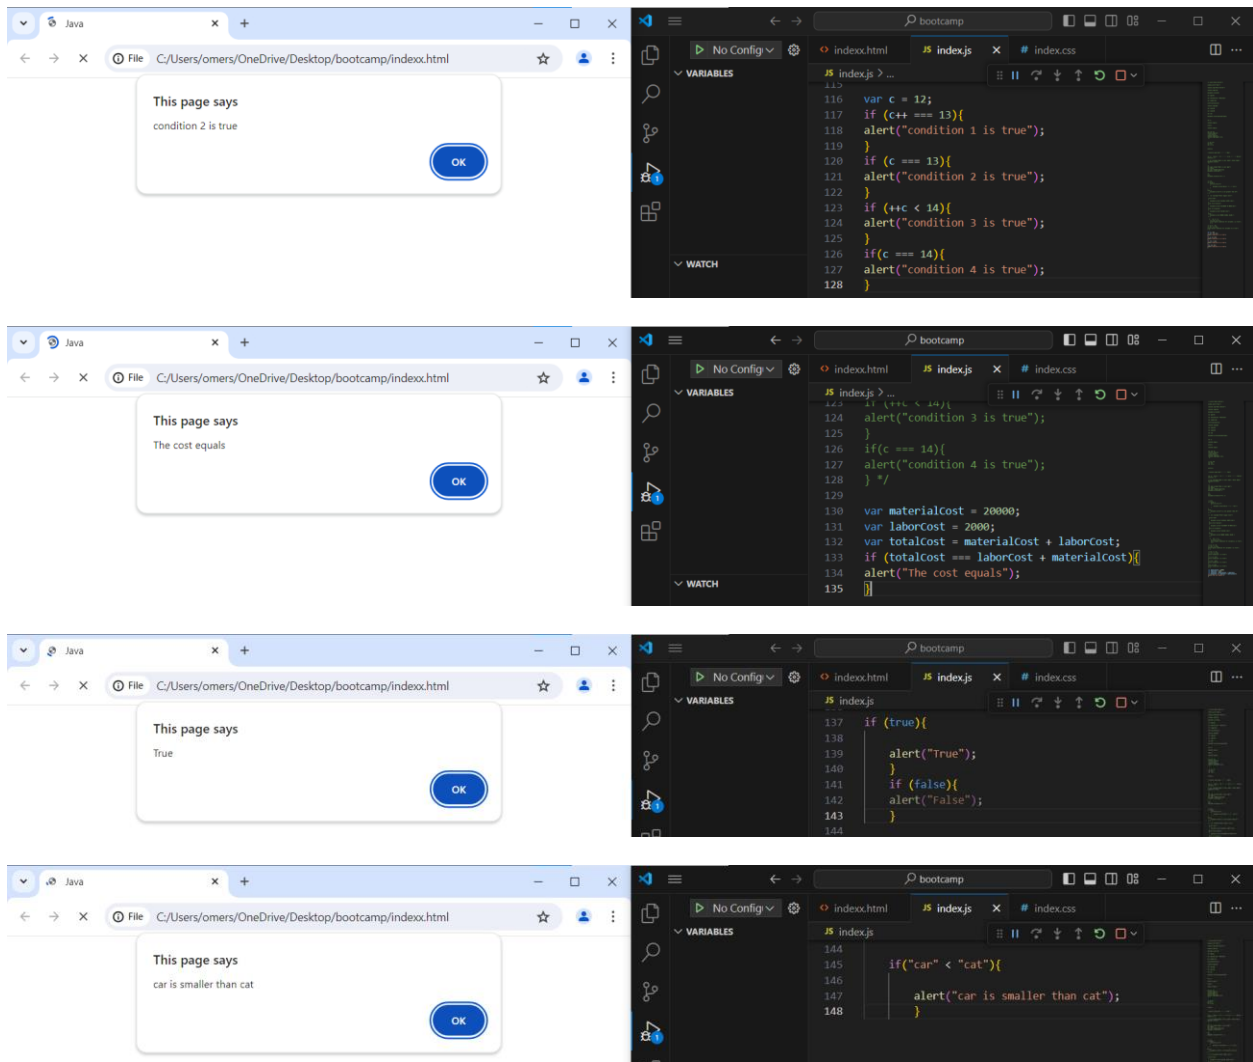 Java
File C:/Users/omers/OneDrive/Desktop/bootcamp/indexx.html
This page says
condition 2 is true
OK
bootcamp
No Config
indexx.html
JS index.js
# index.css
VARIABLES
JS index.js > ...
WATCH
115
116 var c = 12;
117 if (c++ === 13){
118 alert("condition 1 is true");
119 }
120 if (c === 13){
121 alert("condition 2 is true");
122 }
123 if (++c < 14){
124 alert("condition 3 is true");
125 }
126 if(c === 14){
127 alert("condition 4 is true");
128 }
Java
File C:/Users/omers/OneDrive/Desktop/bootcamp/indexx.html
This page says
The cost equals
OK
bootcamp
No Config
indexx.html
JS index.js
# index.css
VARIABLES
JS index.js > ...
WATCH
123 if (++c < 14){
124 alert("condition 3 is true");
125 }
126 if(c === 14){
127 alert("condition 4 is true");
128 } */
129
130 var materialCost = 20000;
131 var laborCost = 2000;
132 var totalCost = materialCost + laborCost;
133 if (totalCost === laborCost + materialCost){
134 alert("The cost equals");
135 }
Java
File C:/Users/omers/OneDrive/Desktop/bootcamp/indexx.html
This page says
True
OK
bootcamp
No Config
indexx.html
JS index.js
# index.css
VARIABLES
JS index.js
137 if (true){
138
139 alert("True");
140 }
141 if (false){
142 alert("False");
143 }
144
Java
File C:/Users/omers/OneDrive/Desktop/bootcamp/indexx.html
This page says
car is smaller than cat
OK
bootcamp
No Config
indexx.html
JS index.js
# index.css
VARIABLES
JS index.js
144
145 if("car" < "cat"){
146
147 alert("car is smaller than cat");
148 }